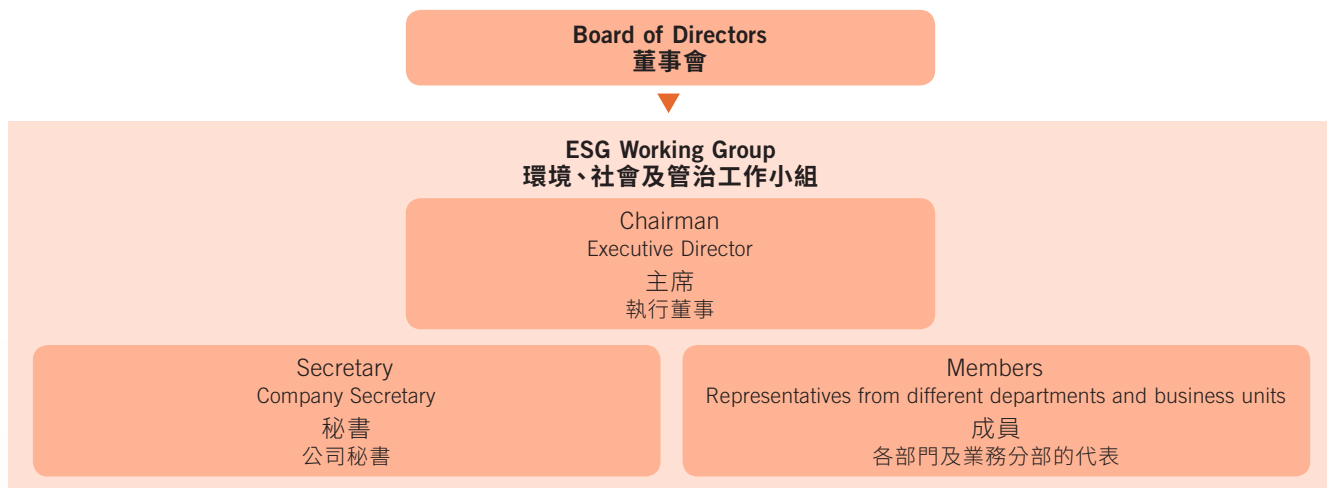 Board of Directors
董事會
ESG Working Group
環境、社會及管治工作小組
Chairman
Executive Director
主席
執行董事
Secretary
Company Secretary
秘書
公司秘書
Members
Representatives from different departments and business units
成員
各部門及業務分部的代表